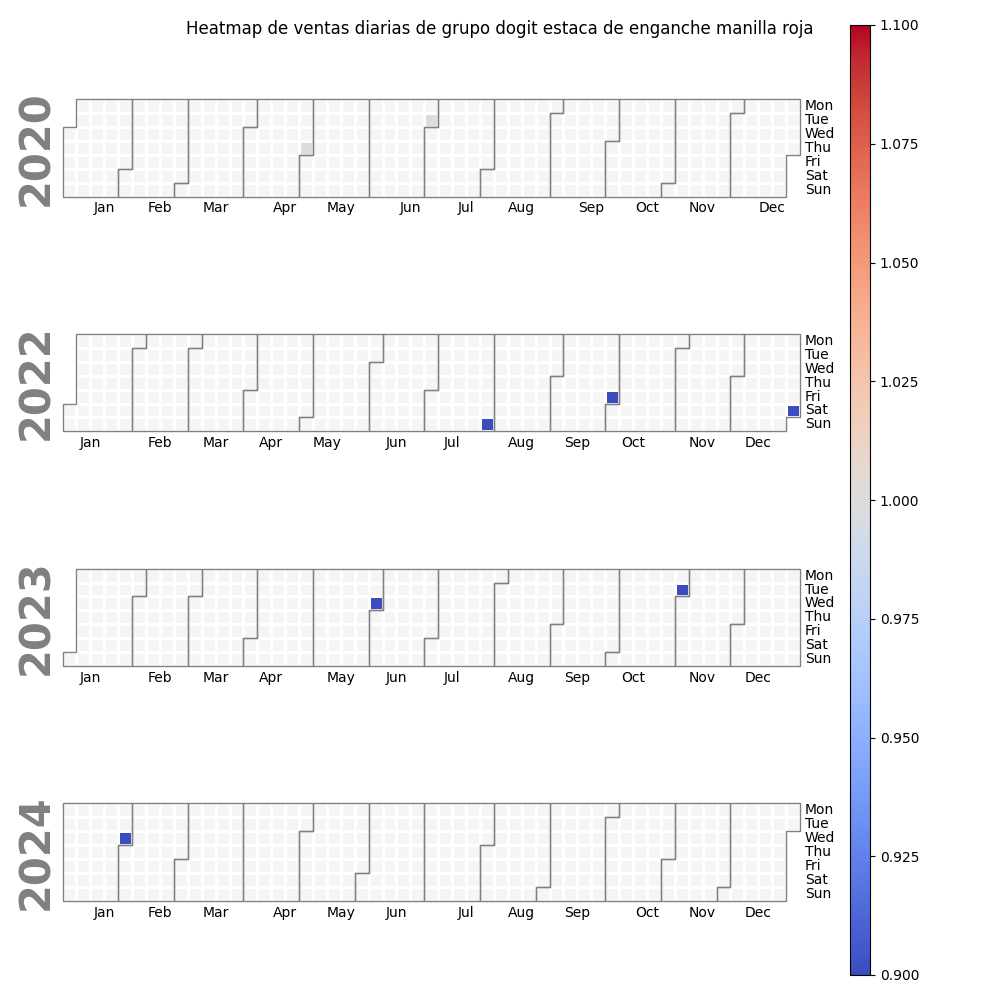 Heatmap de ventas diarias de grupo dogit estaca de enganche manilla roja
2020
Mon
Tue
Wed
Thu
Fri
Sat
Sun
Jan Feb Mar Apr May Jun Jul Aug Sep Oct Nov Dec
2022
Mon
Tue
Wed
Thu
Fri
Sat
Sun
Jan Feb Mar Apr May Jun Jul Aug Sep Oct Nov Dec
2023
Mon
Tue
Wed
Thu
Fri
Sat
Sun
Jan Feb Mar Apr May Jun Jul Aug Sep Oct Nov Dec
2024
Mon
Tue
Wed
Thu
Fri
Sat
Sun
Jan Feb Mar Apr May Jun Jul Aug Sep Oct Nov Dec
1.100
1.075
1.050
1.025
1.000
0.975
0.950
0.925
0.900